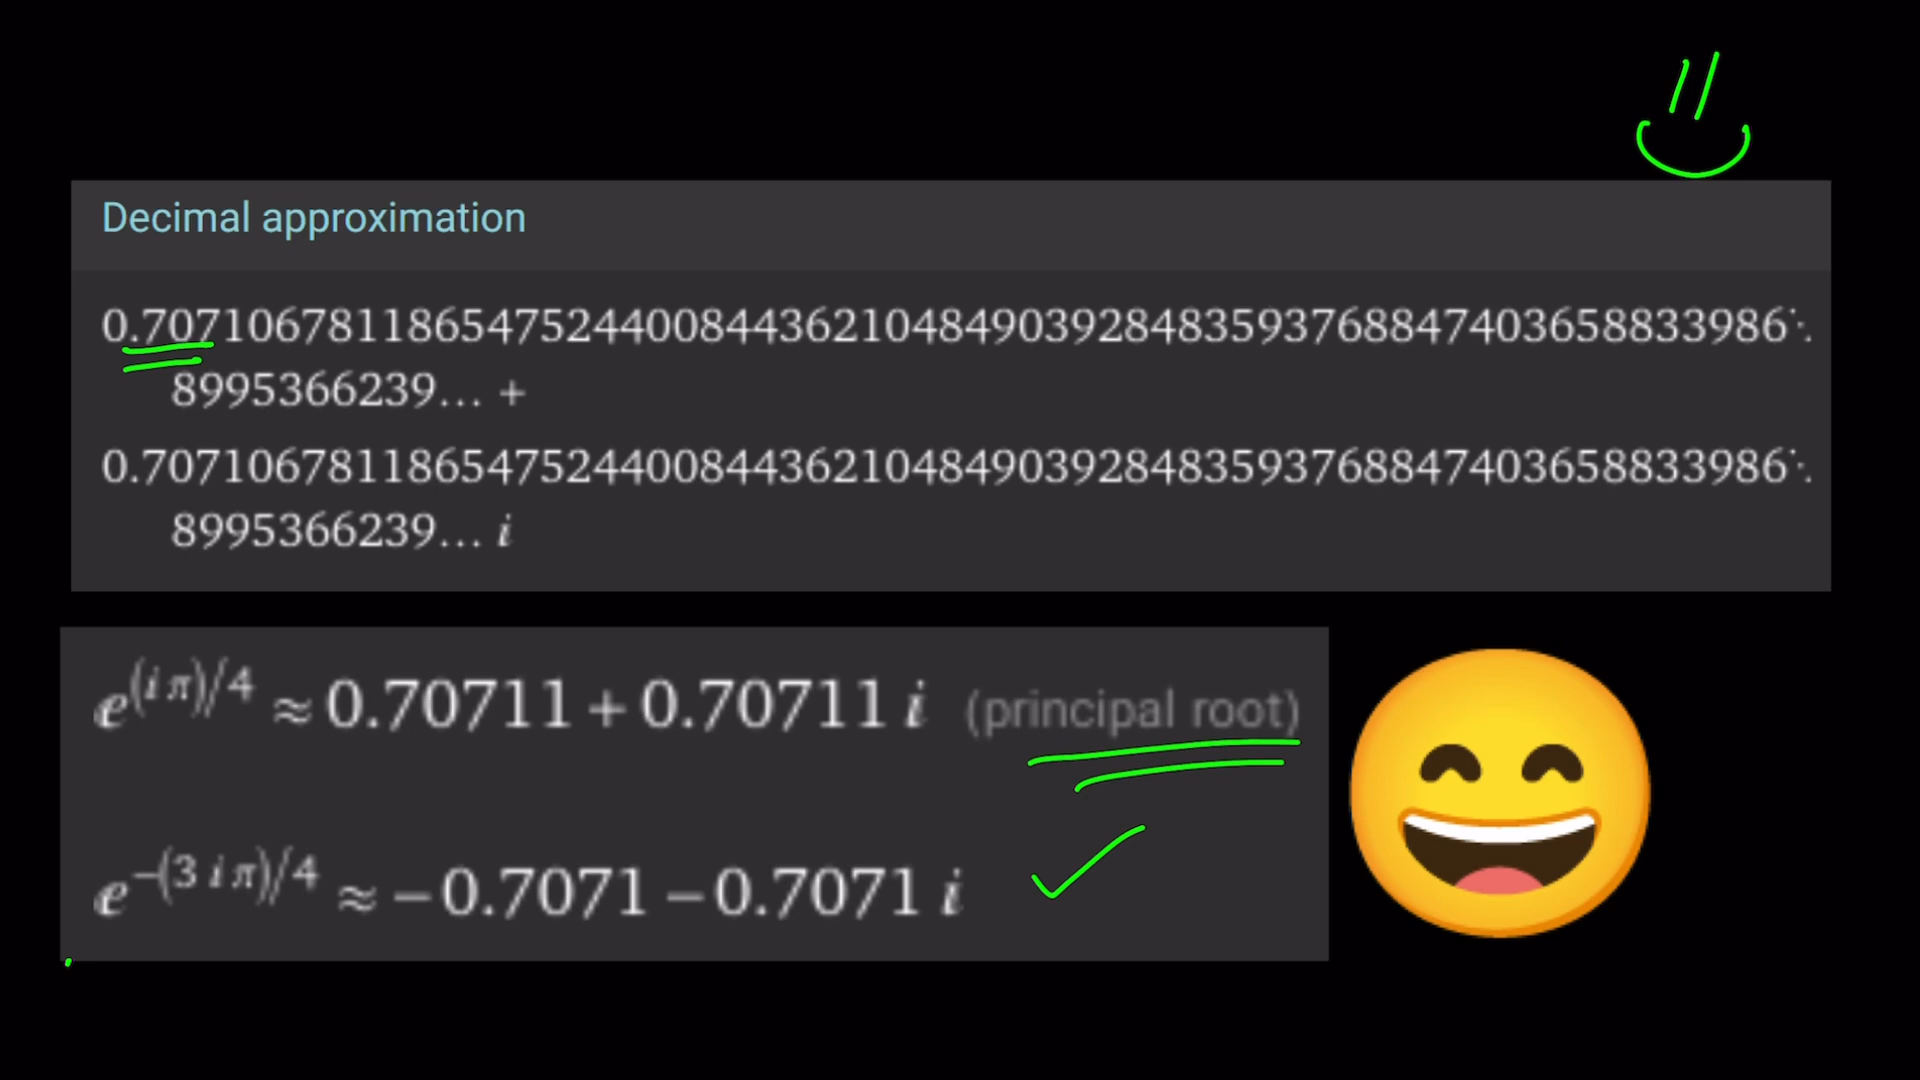 Decimal approximation
0.70710678118654752440084436210484903928483593768847403658833986⋱
8995366239... +
0.70710678118654752440084436210484903928483593768847403658833986⋱
8995366239... i
e^(i π)/4 ≈ 0.70711 + 0.70711 i (principal root)
e^-(3 i π)/4 ≈ -0.7071 - 0.7071 i